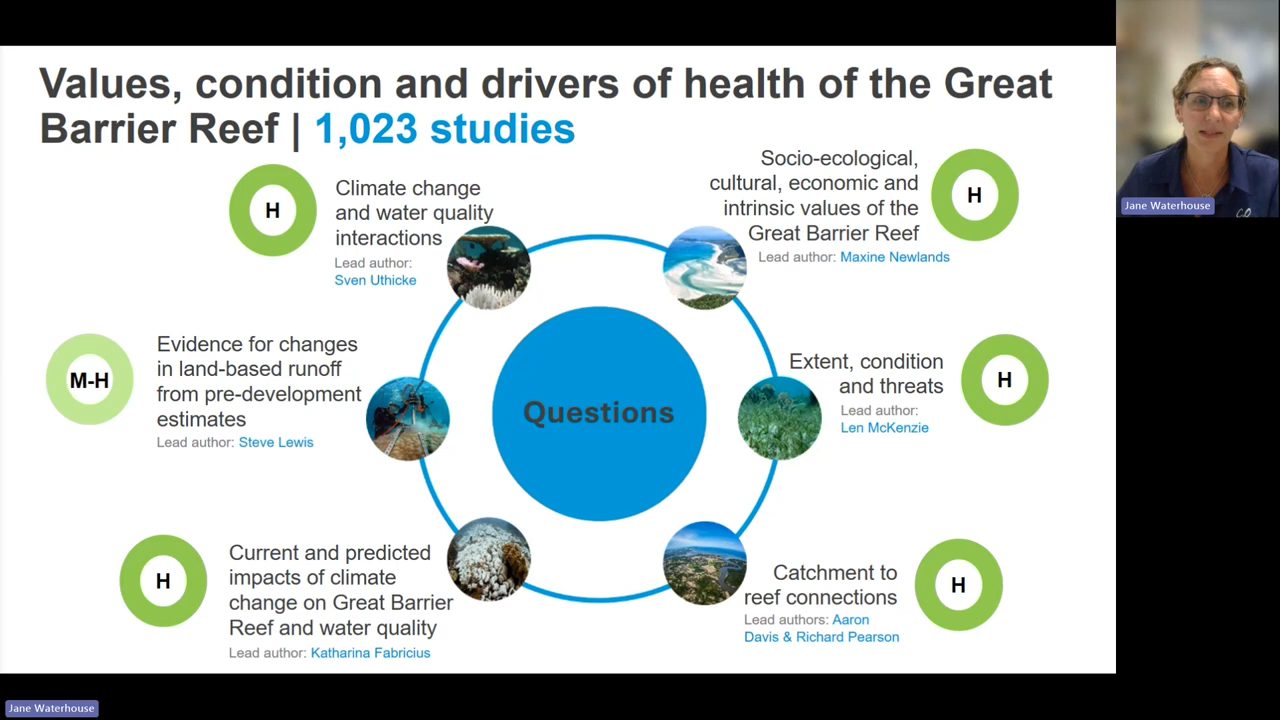 Values, condition and drivers of health of the Great
Barrier Reef | 1,023 studies
H
Climate change
and water quality
interactions
Lead author:
Sven Uthicke
Socio-ecological,
cultural, economic and
intrinsic values of the
Great Barrier Reef
Lead author: Maxine Newlands
H
M-H
Evidence for changes
in land-based runoff
from pre-development
estimates
Lead author: Steve Lewis
Questions
Extent, condition
and threats
Lead author:
Len McKenzie
H
H
Current and predicted
impacts of climate
change on Great Barrier
Reef and water quality
Lead author: Katharina Fabricius
Catchment to
reef connections
Lead authors: Aaron
Davis & Richard Pearson
H
Jane Waterhouse
Jane Waterhouse